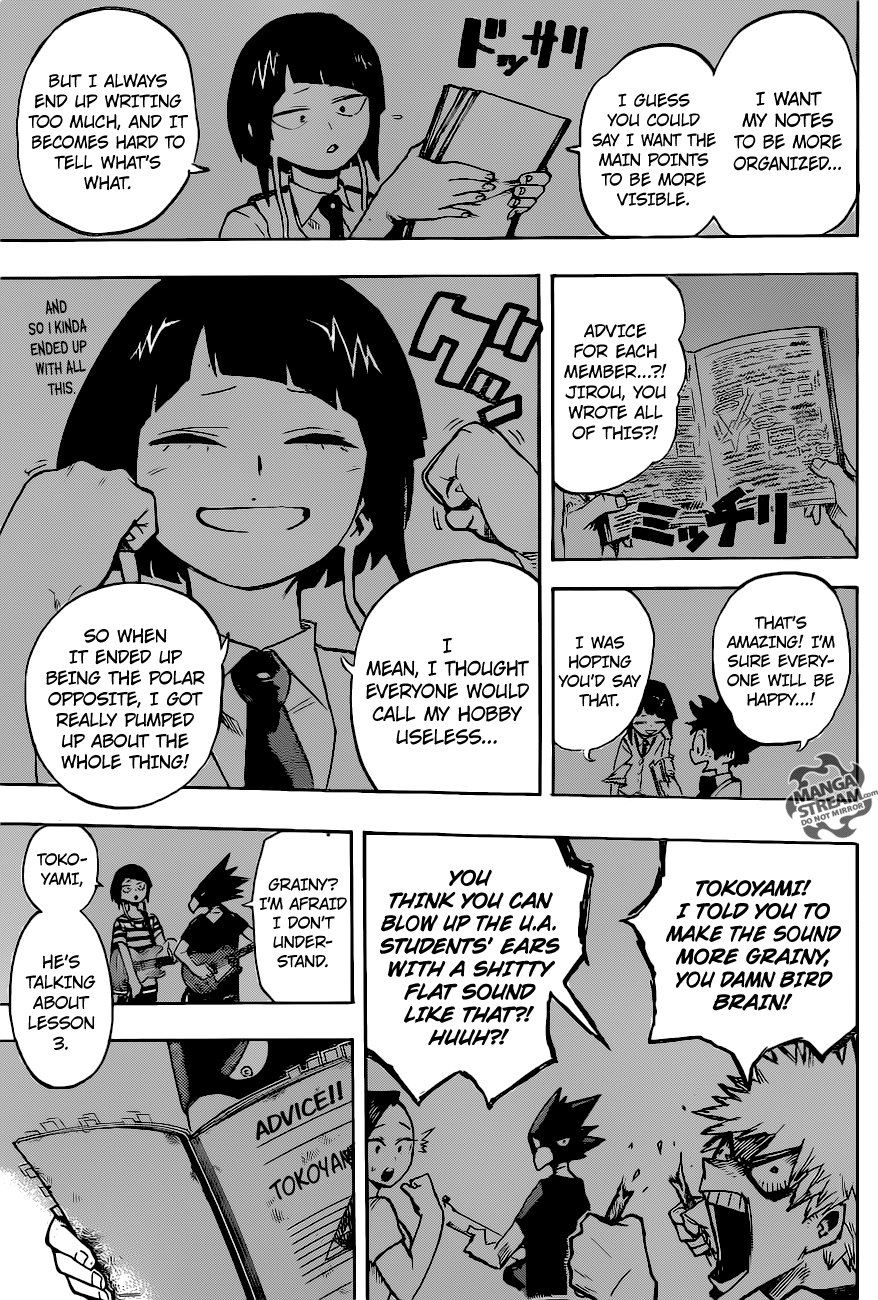 I WANT
MY NOTES
TO BE MORE
ORGANIZED...
I GUESS
YOU COULD
SAY I WANT THE
MAIN POINTS
TO BE MORE
VISIBLE.
ドッサリ
BUT I ALWAYS
END UP WRITING
TOO MUCH, AND IT
BECOMES HARD TO
TELL WHAT'S
WHAT.
ADVICE
FOR EACH
MEMBER...?!
JIROU, YOU
WROTE ALL
OF THIS?!
ミッチリ
THAT'S
AMAZING! I'M
SURE EVERY-
ONE WILL BE
HAPPY...!
I WAS
HOPING
YOU'D SAY
THAT.
AND
SO I KINDA
ENDED UP
WITH ALL
THIS.
グッ
I
MEAN, I THOUGHT
EVERYONE WOULD
CALL MY HOBBY
USELESS...
SO WHEN
IT ENDED UP
BEING THE POLAR
OPPOSITE, I GOT
REALLY PUMPED
UP ABOUT THE
WHOLE THING!
MANGA
STREAM.com
DO NOT MIRROR
TOKOYAMI!
I TOLD YOU TO
MAKE THE SOUND
MORE GRAINY,
YOU DAMN BIRD
BRAIN!
YOU
THINK YOU CAN
BLOW UP THE U.A.
STUDENTS' EARS
WITH A SHITTY
FLAT SOUND
LIKE THAT?!
HUUH?!
GRAINY?
I'M AFRAID
I DON'T
UNDER-
STAND.
TOKO-
YAMI,
HE'S
TALKING
ABOUT
LESSON
3.
ADVICE!!
TOKOYAMI